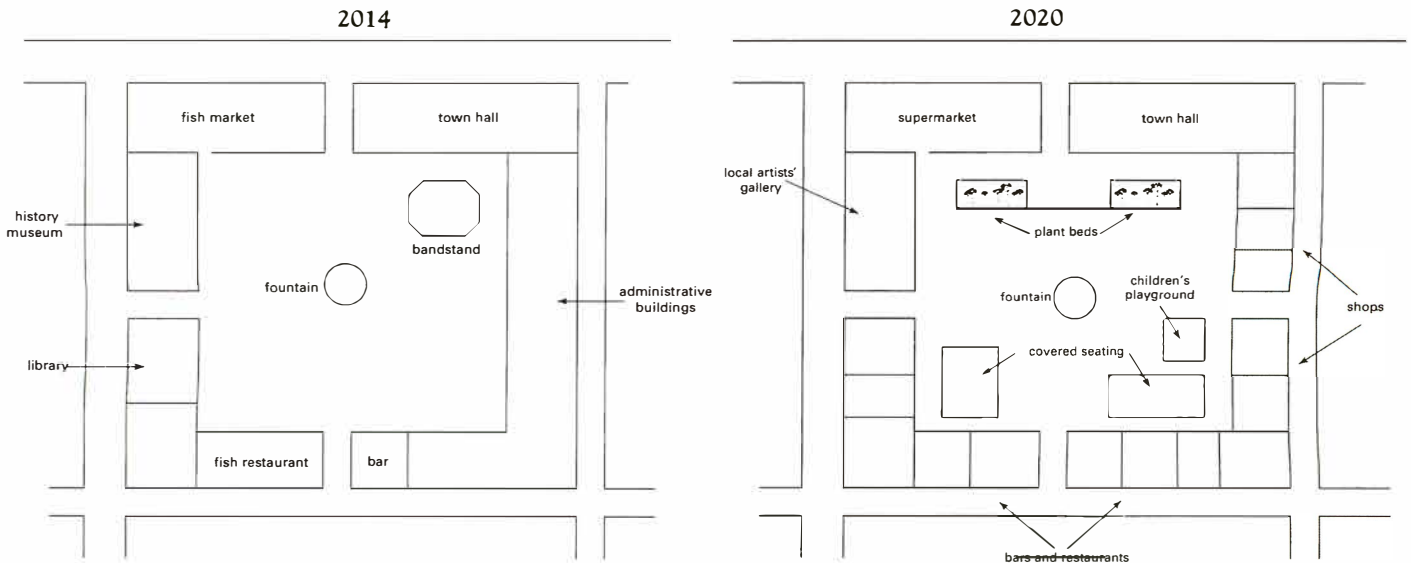 2014
fish market
town hall
history
museum
bandstand
fountain
administrative
buildings
library
fish restaurant
bar
2020
supermarket
town hall
local artists'
gallery
plant beds
children's
playground
fountain
shops
covered seating
bars and restaurants